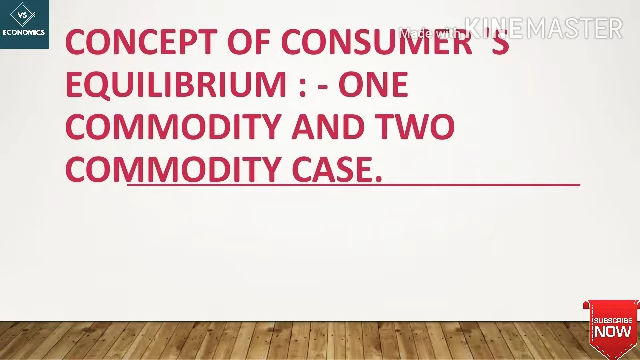 VS
ECONOMICS
Made with KINEMASTER
CONCEPT OF CONSUMER 'S
EQUILIBRIUM : - ONE
COMMODITY AND TWO
COMMODITY CASE.
SUBSCRIBE
NOW